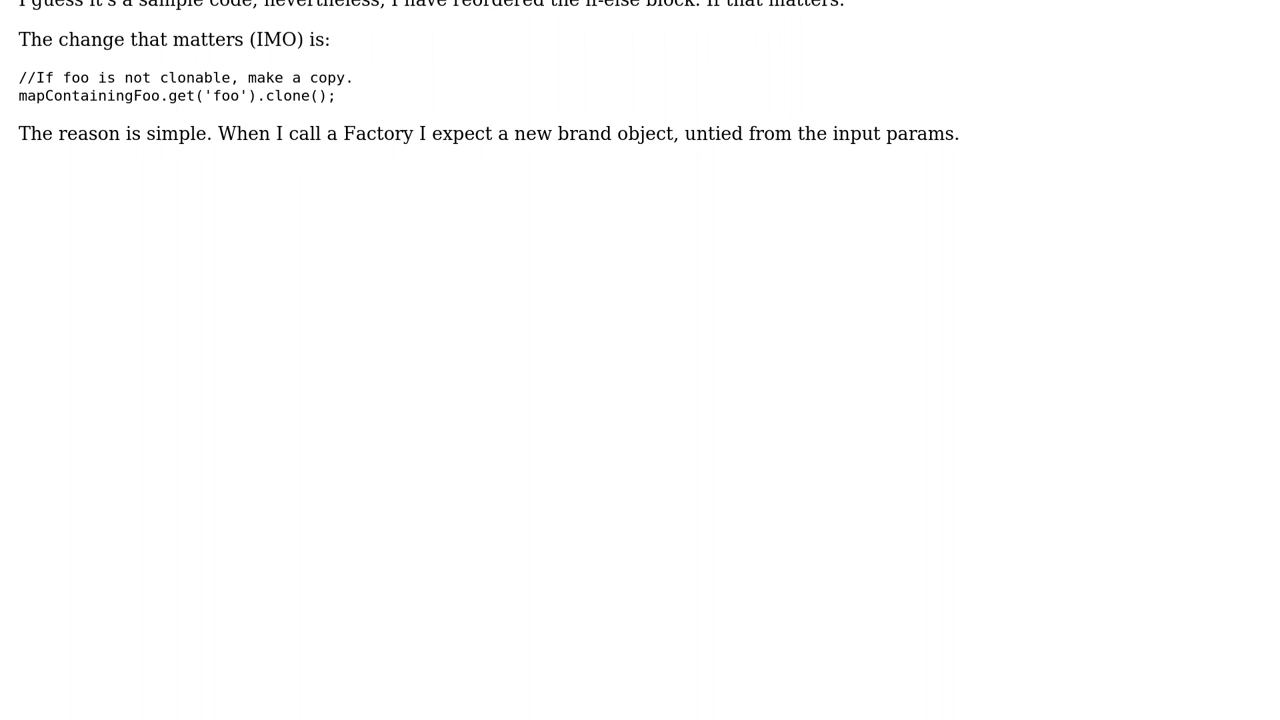 I guess it's a sample code, nevertheless, I have reordered the if-else block. If that matters.
The change that matters (IMO) is:
//If foo is not clonable, make a copy.
mapContainingFoo.get('foo').clone();
The reason is simple. When I call a Factory I expect a new brand object, untied from the input params.